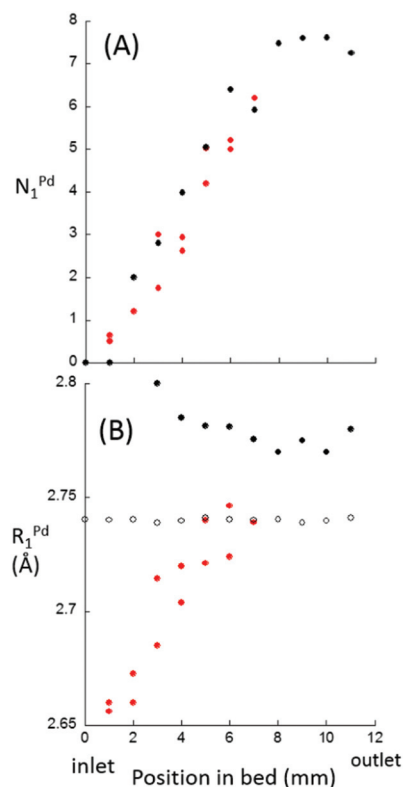 8
(A)
7
6
5
N₁ᴾᵈ
4
3
2
1
0
2.8
(B)
2.75
R₁ᴾᵈ
(Å)
2.7
2.65
0 2 4 6 8 10 12
inlet Position in bed (mm) outlet